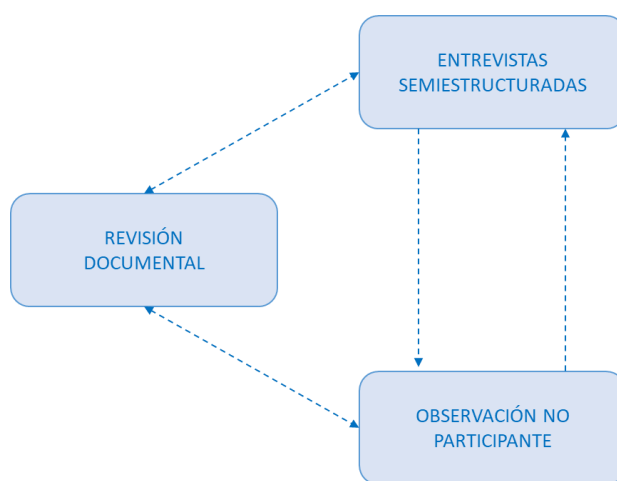 ENTREVISTAS
SEMIESTRUCTURADAS
REVISIÓN
DOCUMENTAL
OBSERVACIÓN NO
PARTICIPANTE